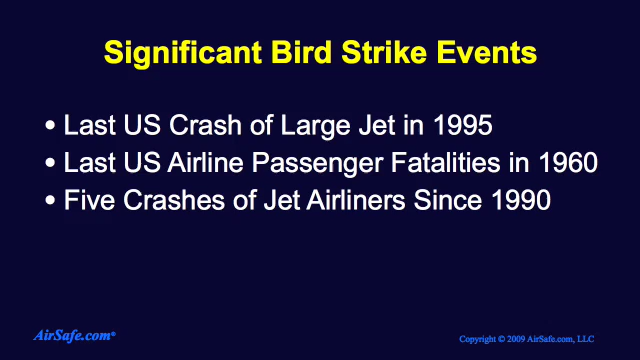 Significant Bird Strike Events
• Last US Crash of Large Jet in 1995
• Last US Airline Passenger Fatalities in 1960
• Five Crashes of Jet Airliners Since 1990
AirSafe.com®
Copyright © 2009 AirSafe.com, LLC